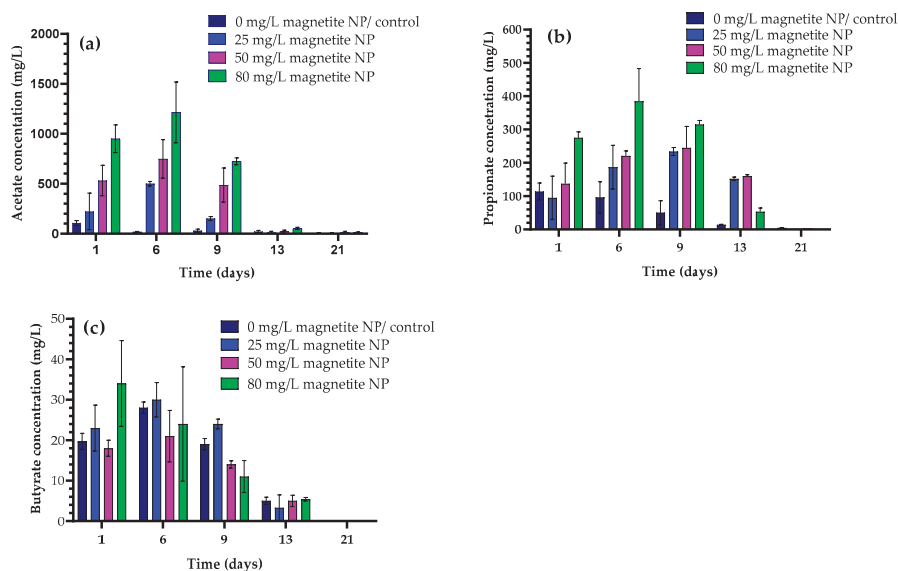 (a)
0 mg/L magnetite NP/ control
25 mg/L magnetite NP
50 mg/L magnetite NP
80 mg/L magnetite NP
Acetate concentation (mg/L)
2000
1500
1000
500
0
1 6 9 13 21
Time (days)
(b)
0 mg/L magnetite NP/ control
25 mg/L magnetite NP
50 mg/L magnetite NP
80 mg/L magnetite NP
Propionate concetration (mg/L)
600
500
400
300
200
100
0
1 6 9 13 21
Time (days)
(c)
0 mg/L magnetite NP/ control
25 mg/L magnetite NP
50 mg/L magnetite NP
80 mg/L magnetite NP
Butyrate concentration (mg/L)
50
40
30
20
10
0
1 6 9 13 21
Time (days)